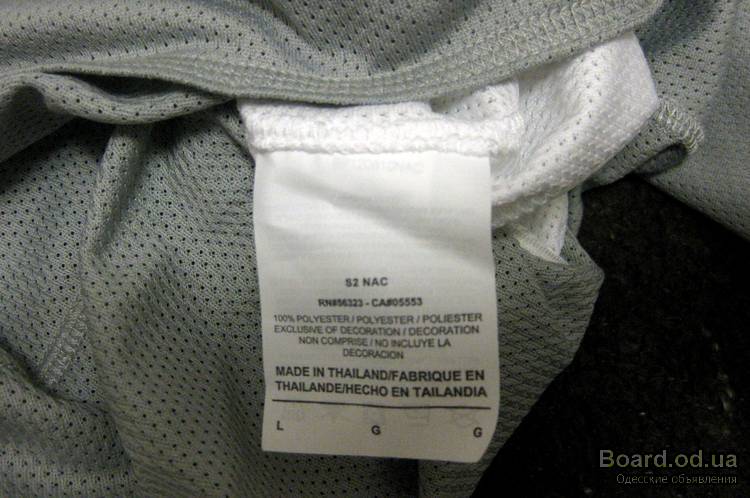 S2 NAC
RN#56323 - CA#05553
100% POLYESTER / POLYESTER / POLIESTER
EXCLUSIVE OF DECORATION / DECORATION
NON COMPRISE / NO INCLUYE LA
DECORACION
MADE IN THAILAND/FABRIQUE EN
THAILANDE/HECHO EN TAILANDIA
L G G
Board.od.ua
Одесские объявления